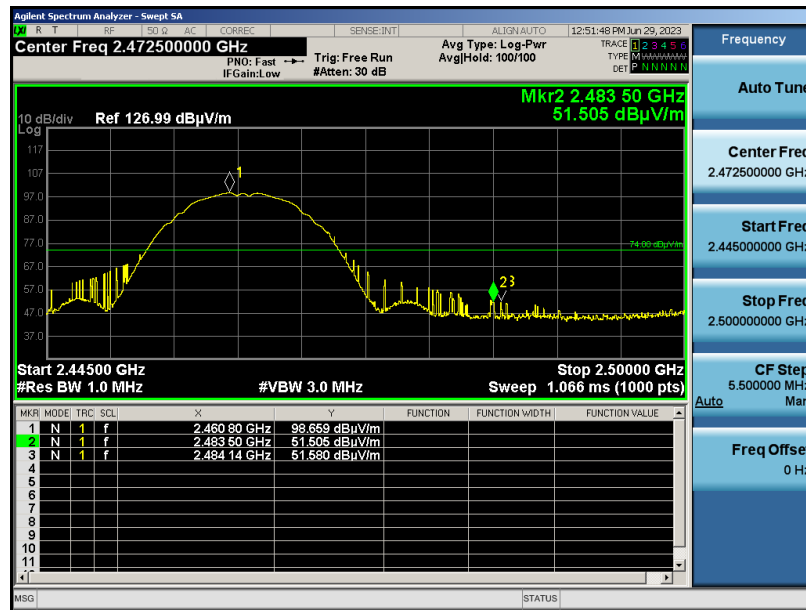 Agilent Spectrum Analyzer - Swept SA
LXI R T RF 50 Ω AC CORREC SENSE:INT ALIGN AUTO 12:51:48 PM Jun 29, 2023
Center Freq 2.472500000 GHz
PNO: Fast
IFGain:Low
Trig: Free Run
#Atten: 30 dB
Avg Type: Log-Pwr
Avg|Hold: 100/100
TRACE 1 2 3 4 5 6
TYPE M
DET P N N N N N
Mkr2 2.483 50 GHz
51.505 dBµV/m
10 dB/div Ref 126.99 dBµV/m
Log
117
107
97.0
87.0
77.0
67.0
57.0
47.0
37.0
1
74.00 dBµV/m
2 3
Start 2.44500 GHz Stop 2.50000 GHz
#Res BW 1.0 MHz #VBW 3.0 MHz Sweep 1.066 ms (1000 pts)
MKR MODE TRC SCL X Y FUNCTION FUNCTION WIDTH FUNCTION VALUE
1 N 1 f 2.460 80 GHz 98.659 dBµV/m
2 N 1 f 2.483 50 GHz 51.505 dBµV/m
3 N 1 f 2.484 14 GHz 51.580 dBµV/m
4
5
6
7
8
9
10
11
MSG STATUS
Frequency
Auto Tune
Center Freq
2.472500000 GHz
Start Freq
2.445000000 GHz
Stop Freq
2.500000000 GHz
CF Step
5.500000 MHz
Auto Man
Freq Offset
0 Hz